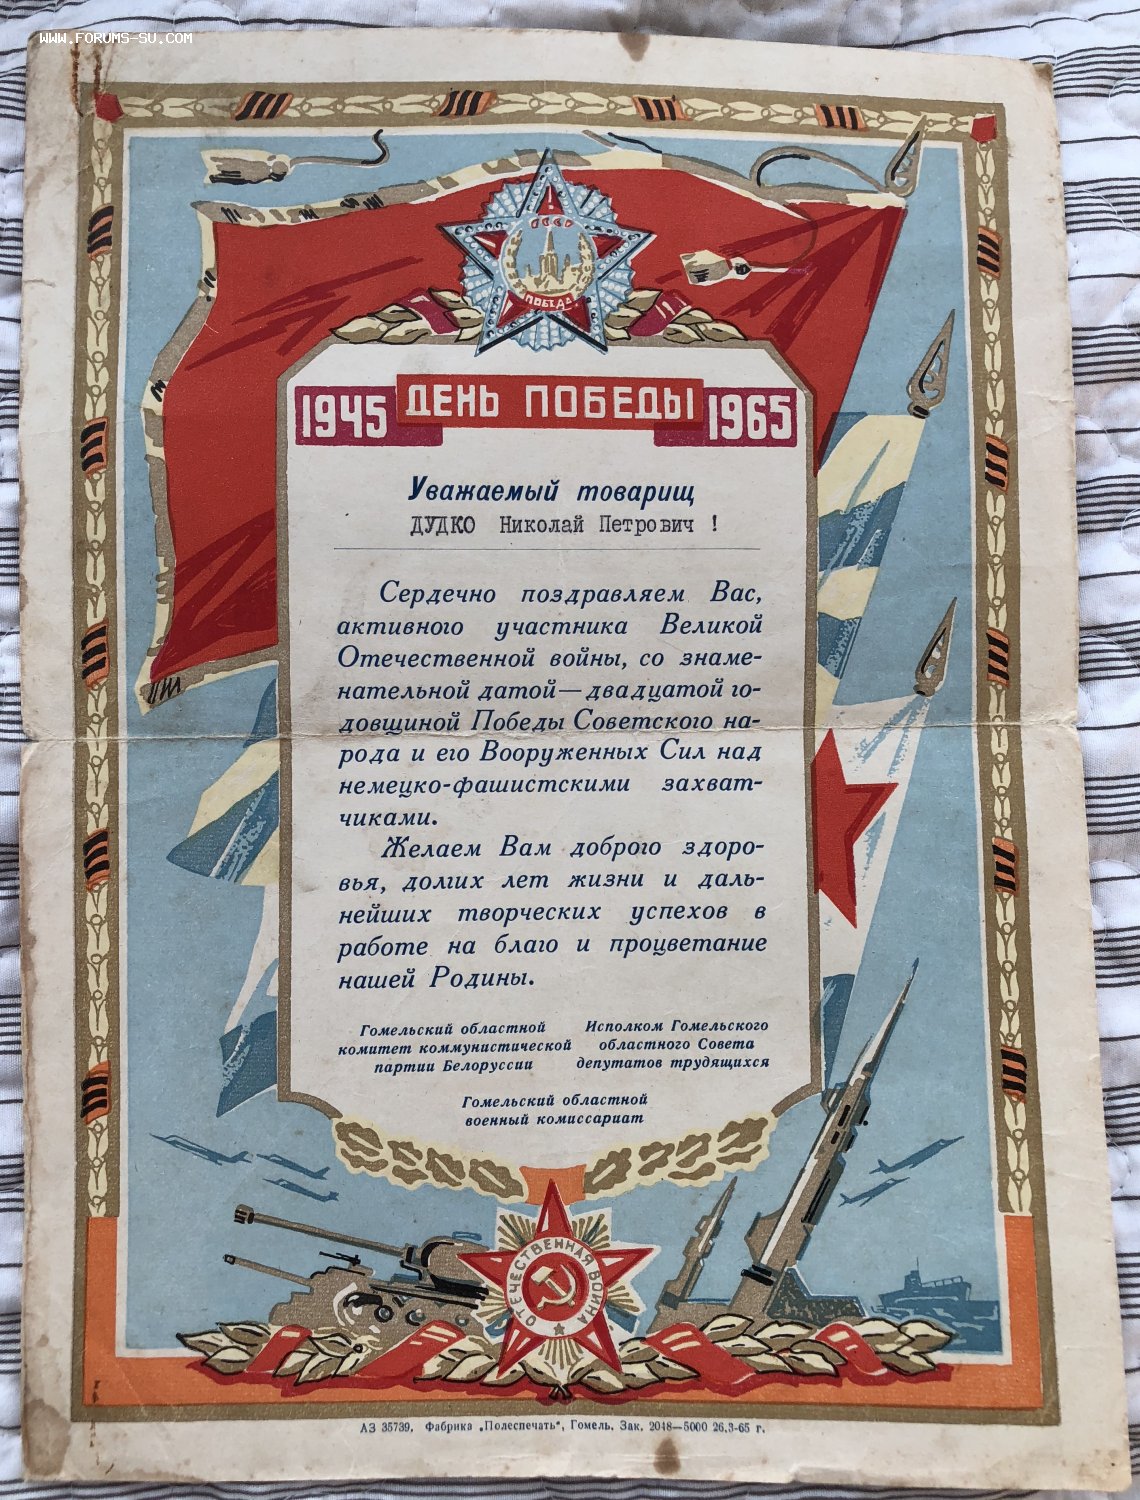 WWW.FORUMS-SU.COM
СССР
ПОБЕДА
1945 ДЕНЬ ПОБЕДЫ 1965
Уважаемый товарищ
ДУДКО Николай Петрович !
Сердечно поздравляем Вас,
активного участника Великой
Отечественной войны, со знаме-
нательной датой—двадцатой го-
довщиной Победы Советского на-
рода и его Вооруженных Сил над
немецко-фашистскими захват-
чиками.
Желаем Вам доброго здоро-
вья, долгих лет жизни и даль-
нейших творческих успехов в
работе на благо и процветание
нашей Родины.
Гомельский областной
комитет коммунистической
партии Белоруссии
Исполком Гомельского
областного Совета
депутатов трудящихся
Гомельский областной
военный комиссариат
ОТЕЧЕСТВЕННАЯ ВОЙНА
АЗ 35739. Фабрика „Полеспечать", Гомель. Зак. 2048—5000 26.3-65 г.